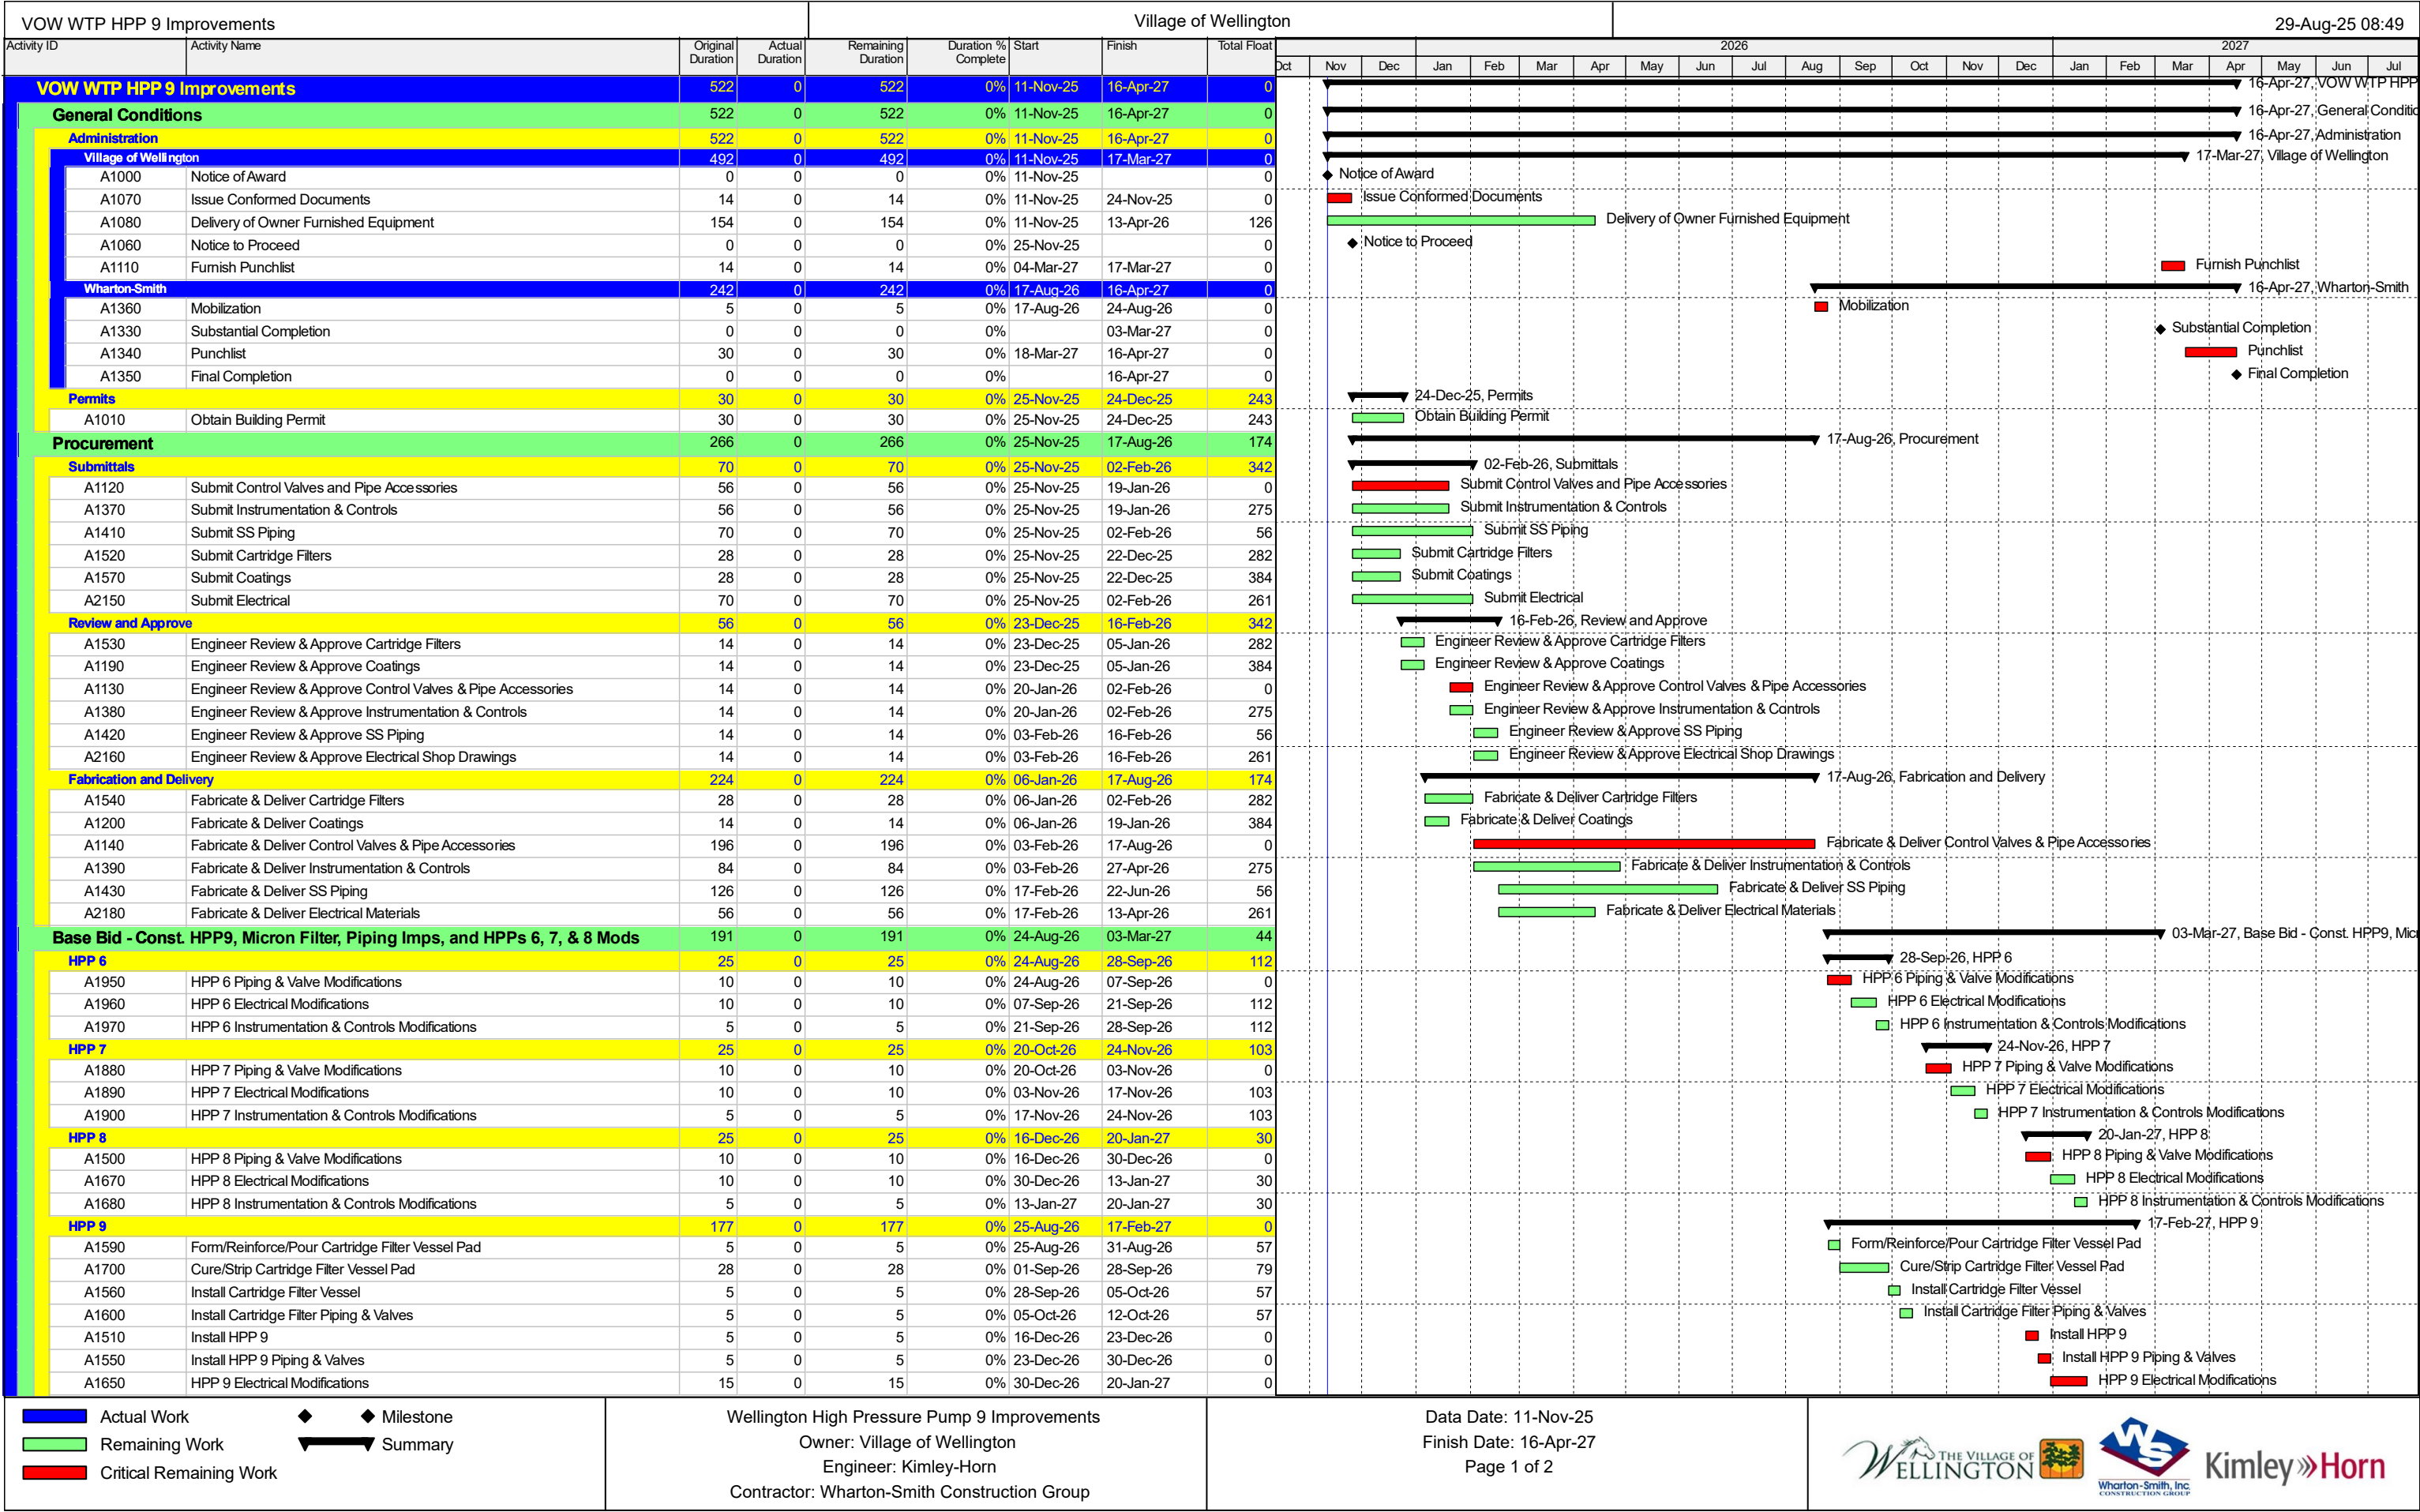 VOW WTP HPP 9 Improvements Village of Wellington 29-Aug-25 08:49
Activity ID Activity Name Original Duration Actual Duration Remaining Duration Duration % Complete Start Finish Total Float 2026 2027
Oct Nov Dec Jan Feb Mar Apr May Jun Jul Aug Sep Oct Nov Dec Jan Feb Mar Apr May Jun Jul
VOW WTP HPP 9 Improvements 522 0 522 0% 11-Nov-25 16-Apr-27 0 16-Apr-27, VOW WTP HPP
General Conditions 522 0 522 0% 11-Nov-25 16-Apr-27 0 16-Apr-27, General Conditio
Administration 522 0 522 0% 11-Nov-25 16-Apr-27 0 16-Apr-27, Administration
Village of Wellington 492 0 492 0% 11-Nov-25 17-Mar-27 0 17-Mar-27, Village of Wellington
A1000 Notice of Award 0 0 0 0% 11-Nov-25 0 Notice of Award
A1070 Issue Conformed Documents 14 0 14 0% 11-Nov-25 24-Nov-25 0 Issue Conformed Documents
A1080 Delivery of Owner Furnished Equipment 154 0 154 0% 11-Nov-25 13-Apr-26 126 Delivery of Owner Furnished Equipment
A1060 Notice to Proceed 0 0 0 0% 25-Nov-25 0 Notice to Proceed
A1110 Furnish Punchlist 14 0 14 0% 04-Mar-27 17-Mar-27 0 Furnish Punchlist
Wharton-Smith 242 0 242 0% 17-Aug-26 16-Apr-27 0 16-Apr-27, Wharton-Smith
A1360 Mobilization 5 0 5 0% 17-Aug-26 24-Aug-26 0 Mobilization
A1330 Substantial Completion 0 0 0 0% 03-Mar-27 0 Substantial Completion
A1340 Punchlist 30 0 30 0% 18-Mar-27 16-Apr-27 0 Punchlist
A1350 Final Completion 0 0 0 0% 16-Apr-27 0 Final Completion
Permits 30 0 30 0% 25-Nov-25 24-Dec-25 243 24-Dec-25, Permits
A1010 Obtain Building Permit 30 0 30 0% 25-Nov-25 24-Dec-25 243 Obtain Building Permit
Procurement 266 0 266 0% 25-Nov-25 17-Aug-26 174 17-Aug-26, Procurement
Submittals 70 0 70 0% 25-Nov-25 02-Feb-26 342 02-Feb-26, Submittals
A1120 Submit Control Valves and Pipe Accessories 56 0 56 0% 25-Nov-25 19-Jan-26 0 Submit Control Valves and Pipe Accessories
A1370 Submit Instrumentation & Controls 56 0 56 0% 25-Nov-25 19-Jan-26 275 Submit Instrumentation & Controls
A1410 Submit SS Piping 70 0 70 0% 25-Nov-25 02-Feb-26 56 Submit SS Piping
A1520 Submit Cartridge Filters 28 0 28 0% 25-Nov-25 22-Dec-25 282 Submit Cartridge Filters
A1570 Submit Coatings 28 0 28 0% 25-Nov-25 22-Dec-25 384 Submit Coatings
A2150 Submit Electrical 70 0 70 0% 25-Nov-25 02-Feb-26 261 Submit Electrical
Review and Approve 56 0 56 0% 23-Dec-25 16-Feb-26 342 16-Feb-26, Review and Approve
A1530 Engineer Review & Approve Cartridge Filters 14 0 14 0% 23-Dec-25 05-Jan-26 282 Engineer Review & Approve Cartridge Filters
A1190 Engineer Review & Approve Coatings 14 0 14 0% 23-Dec-25 05-Jan-26 384 Engineer Review & Approve Coatings
A1130 Engineer Review & Approve Control Valves & Pipe Accessories 14 0 14 0% 20-Jan-26 02-Feb-26 0 Engineer Review & Approve Control Valves & Pipe Accessories
A1380 Engineer Review & Approve Instrumentation & Controls 14 0 14 0% 20-Jan-26 02-Feb-26 275 Engineer Review & Approve Instrumentation & Controls
A1420 Engineer Review & Approve SS Piping 14 0 14 0% 03-Feb-26 16-Feb-26 56 Engineer Review & Approve SS Piping
A2160 Engineer Review & Approve Electrical Shop Drawings 14 0 14 0% 03-Feb-26 16-Feb-26 261 Engineer Review & Approve Electrical Shop Drawings
Fabrication and Delivery 224 0 224 0% 06-Jan-26 17-Aug-26 174 17-Aug-26, Fabrication and Delivery
A1540 Fabricate & Deliver Cartridge Filters 28 0 28 0% 06-Jan-26 02-Feb-26 282 Fabricate & Deliver Cartridge Filters
A1200 Fabricate & Deliver Coatings 14 0 14 0% 06-Jan-26 19-Jan-26 384 Fabricate & Deliver Coatings
A1140 Fabricate & Deliver Control Valves & Pipe Accessories 196 0 196 0% 03-Feb-26 17-Aug-26 0 Fabricate & Deliver Control Valves & Pipe Accessories
A1390 Fabricate & Deliver Instrumentation & Controls 84 0 84 0% 03-Feb-26 27-Apr-26 275 Fabricate & Deliver Instrumentation & Controls
A1430 Fabricate & Deliver SS Piping 126 0 126 0% 17-Feb-26 22-Jun-26 56 Fabricate & Deliver SS Piping
A2180 Fabricate & Deliver Electrical Materials 56 0 56 0% 17-Feb-26 13-Apr-26 261 Fabricate & Deliver Electrical Materials
Base Bid - Const. HPP9, Micron Filter, Piping Imps, and HPPs 6, 7, & 8 Mods 191 0 191 0% 24-Aug-26 03-Mar-27 44 03-Mar-27, Base Bid - Const. HPP9, Micr
HPP 6 25 0 25 0% 24-Aug-26 28-Sep-26 112 28-Sep-26, HPP 6
A1950 HPP 6 Piping & Valve Modifications 10 0 10 0% 24-Aug-26 07-Sep-26 0 HPP 6 Piping & Valve Modifications
A1960 HPP 6 Electrical Modifications 10 0 10 0% 07-Sep-26 21-Sep-26 112 HPP 6 Electrical Modifications
A1970 HPP 6 Instrumentation & Controls Modifications 5 0 5 0% 21-Sep-26 28-Sep-26 112 HPP 6 Instrumentation & Controls Modifications
HPP 7 25 0 25 0% 20-Oct-26 24-Nov-26 103 24-Nov-26, HPP 7
A1880 HPP 7 Piping & Valve Modifications 10 0 10 0% 20-Oct-26 03-Nov-26 0 HPP 7 Piping & Valve Modifications
A1890 HPP 7 Electrical Modifications 10 0 10 0% 03-Nov-26 17-Nov-26 103 HPP 7 Electrical Modifications
A1900 HPP 7 Instrumentation & Controls Modifications 5 0 5 0% 17-Nov-26 24-Nov-26 103 HPP 7 Instrumentation & Controls Modifications
HPP 8 25 0 25 0% 16-Dec-26 20-Jan-27 30 20-Jan-27, HPP 8
A1500 HPP 8 Piping & Valve Modifications 10 0 10 0% 16-Dec-26 30-Dec-26 0 HPP 8 Piping & Valve Modifications
A1670 HPP 8 Electrical Modifications 10 0 10 0% 30-Dec-26 13-Jan-27 30 HPP 8 Electrical Modifications
A1680 HPP 8 Instrumentation & Controls Modifications 5 0 5 0% 13-Jan-27 20-Jan-27 30 HPP 8 Instrumentation & Controls Modifications
HPP 9 177 0 177 0% 25-Aug-26 17-Feb-27 0 17-Feb-27, HPP 9
A1590 Form/Reinforce/Pour Cartridge Filter Vessel Pad 5 0 5 0% 25-Aug-26 31-Aug-26 57 Form/Reinforce/Pour Cartridge Filter Vessel Pad
A1700 Cure/Strip Cartridge Filter Vessel Pad 28 0 28 0% 01-Sep-26 28-Sep-26 79 Cure/Strip Cartridge Filter Vessel Pad
A1560 Install Cartridge Filter Vessel 5 0 5 0% 28-Sep-26 05-Oct-26 57 Install Cartridge Filter Vessel
A1600 Install Cartridge Filter Piping & Valves 5 0 5 0% 05-Oct-26 12-Oct-26 57 Install Cartridge Filter Piping & Valves
A1510 Install HPP 9 5 0 5 0% 16-Dec-26 23-Dec-26 0 Install HPP 9
A1550 Install HPP 9 Piping & Valves 5 0 5 0% 23-Dec-26 30-Dec-26 0 Install HPP 9 Piping & Valves
A1650 HPP 9 Electrical Modifications 15 0 15 0% 30-Dec-26 20-Jan-27 0 HPP 9 Electrical Modifications
Actual Work Milestone
Remaining Work Summary
Critical Remaining Work
Wellington High Pressure Pump 9 Improvements
Owner: Village of Wellington
Engineer: Kimley-Horn
Contractor: Wharton-Smith Construction Group
Data Date: 11-Nov-25
Finish Date: 16-Apr-27
Page 1 of 2
THE VILLAGE OF
WELLINGTON
WS
Wharton-Smith, Inc.
CONSTRUCTION GROUP
Kimley»Horn